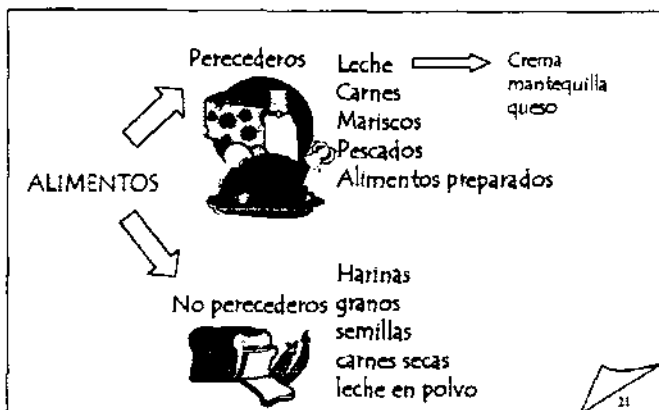 Perecederos
Leche
Carnes
Mariscos
Pescados
Alimentos preparados
Crema
mantequilla
queso
ALIMENTOS
No perecederos
Harinas
granos
semillas
carnes secas
leche en polvo
21